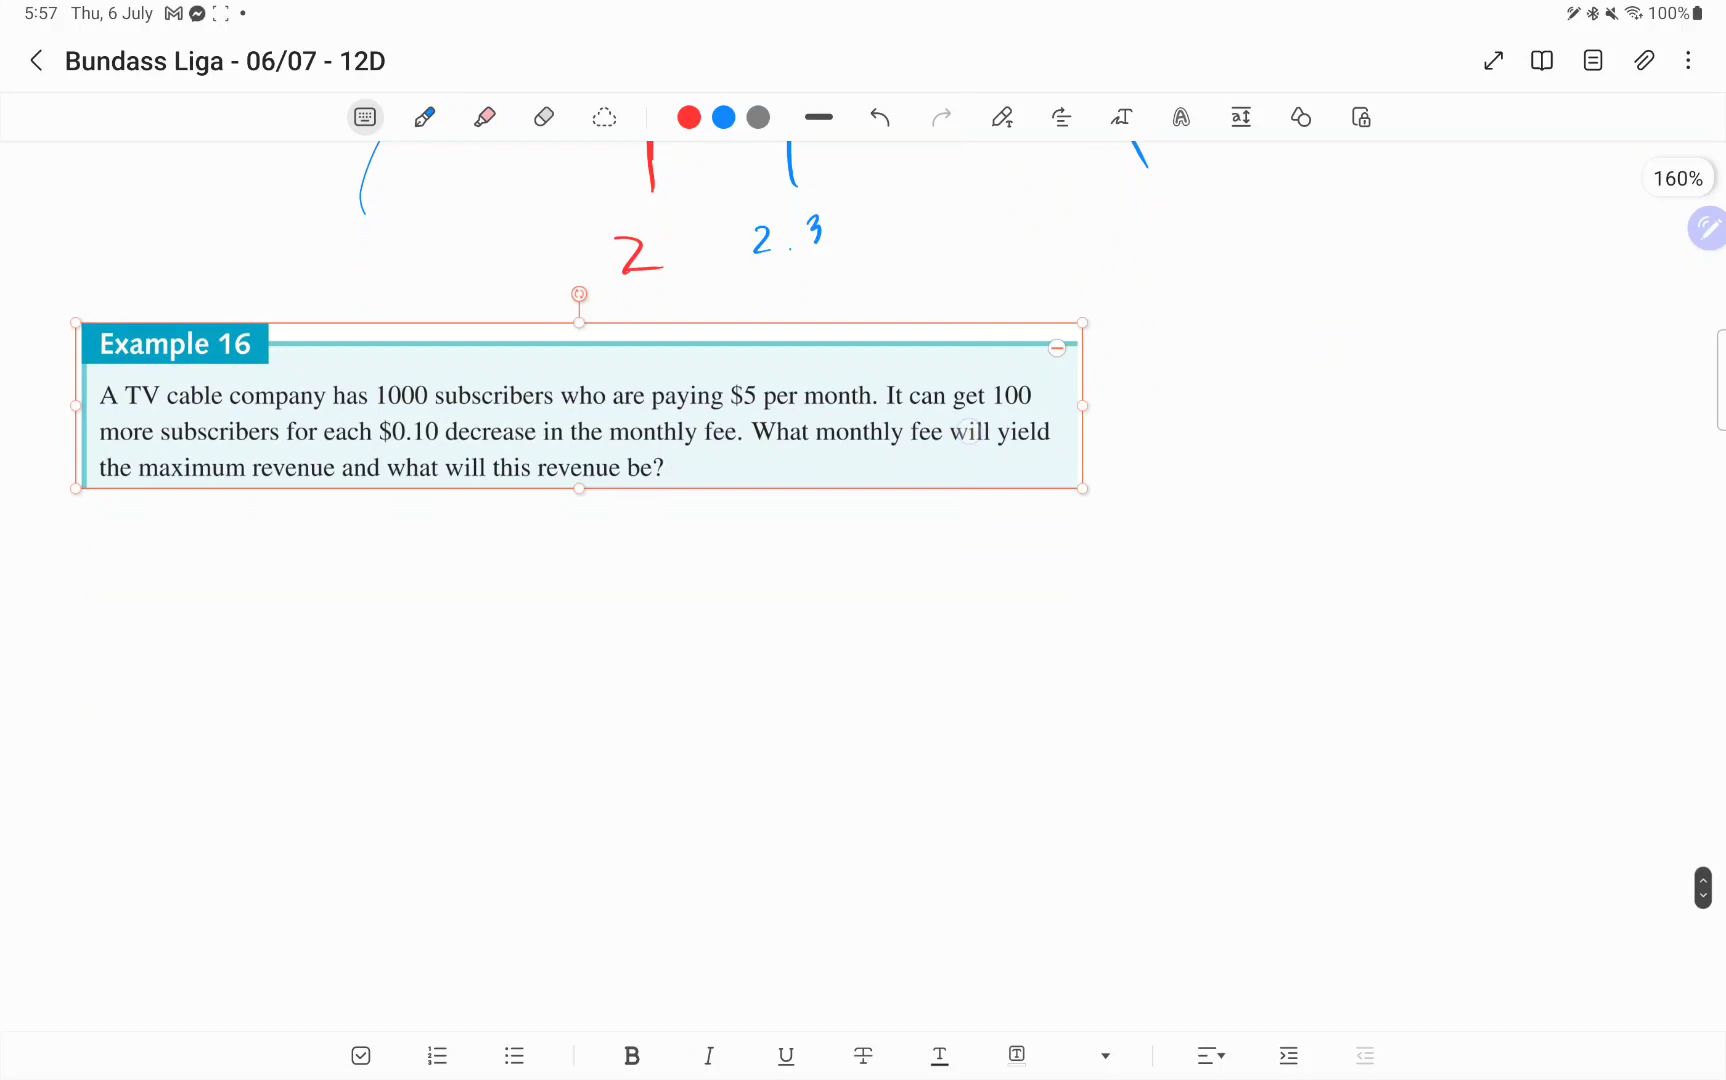 5:57 Thu, 6 July
100%
Bundass Liga - 06/07 - 12D
160%
2
2.3
Example 16
A TV cable company has 1000 subscribers who are paying $5 per month. It can get 100
more subscribers for each $0.10 decrease in the monthly fee. What monthly fee will yield
the maximum revenue and what will this revenue be?
B I U T T T